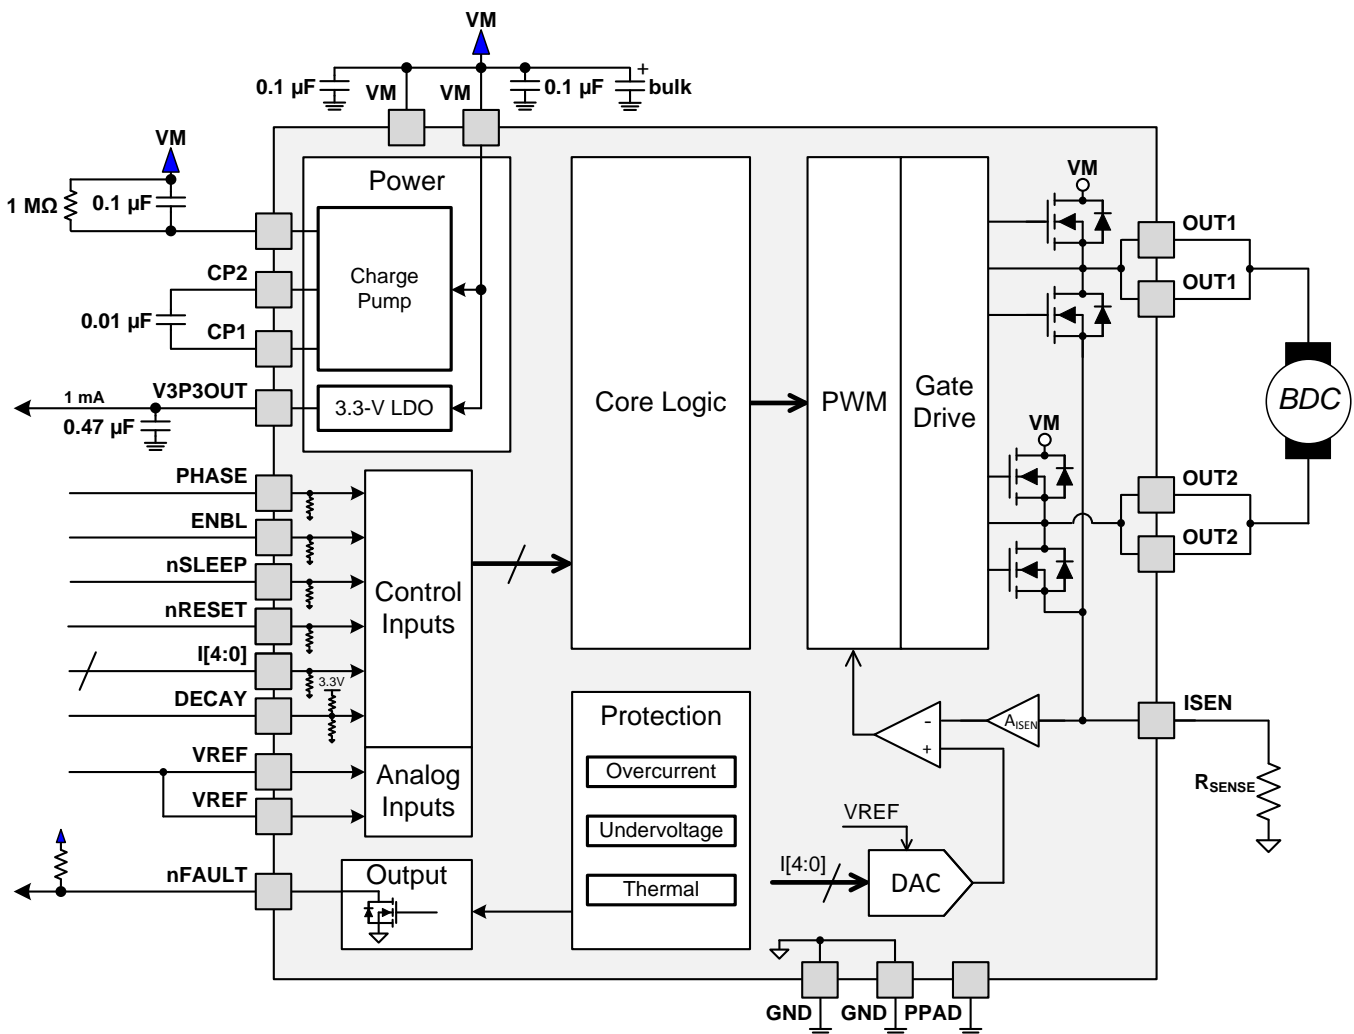 VM
0.1 µF
VM
VM
0.1 µF
+
bulk
VM
1 MΩ
0.1 µF
Power
VM
OUT1
CP2
Charge
Pump
OUT1
0.01 µF
CP1
V3P3OUT
1 mA
0.47 µF
3.3-V LDO
Core Logic
PWM
Gate
Drive
BDC
VM
PHASE
OUT2
ENBL
OUT2
nSLEEP
Control
Inputs
nRESET
I[4:0]
3.3V
DECAY
Protection
-
+
AISEN
ISEN
VREF
Analog
Inputs
VREF
Overcurrent
RSENSE
Undervoltage
VREF
nFAULT
Output
Thermal
I[4:0]
DAC
GND
GND
PPAD